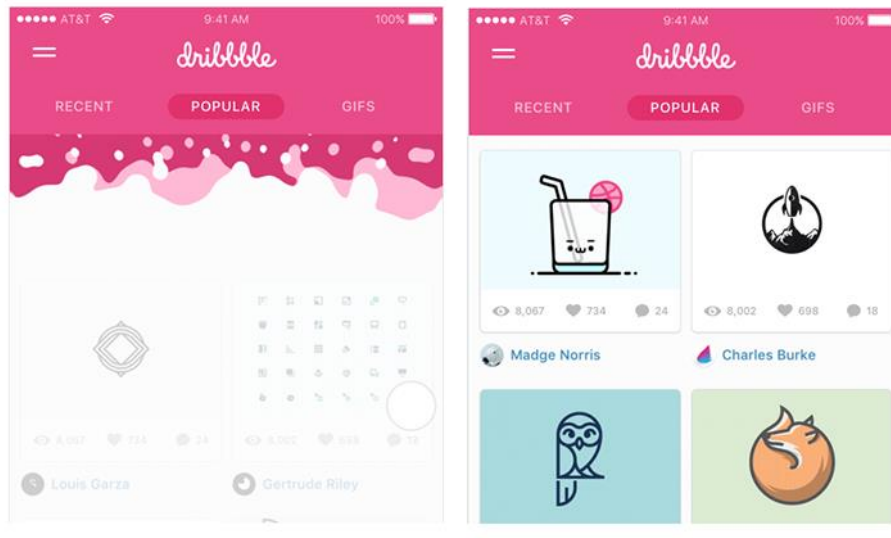 AT&T 9:41 AM 100%
dribbble
RECENT POPULAR GIFS
8,067 734 24 8,002 698 18
S Louis Garza Gertrude Riley
AT&T 9:41 AM 100%
dribbble
RECENT POPULAR GIFS
8,067 734 24 8,002 698 18
Madge Norris Charles Burke